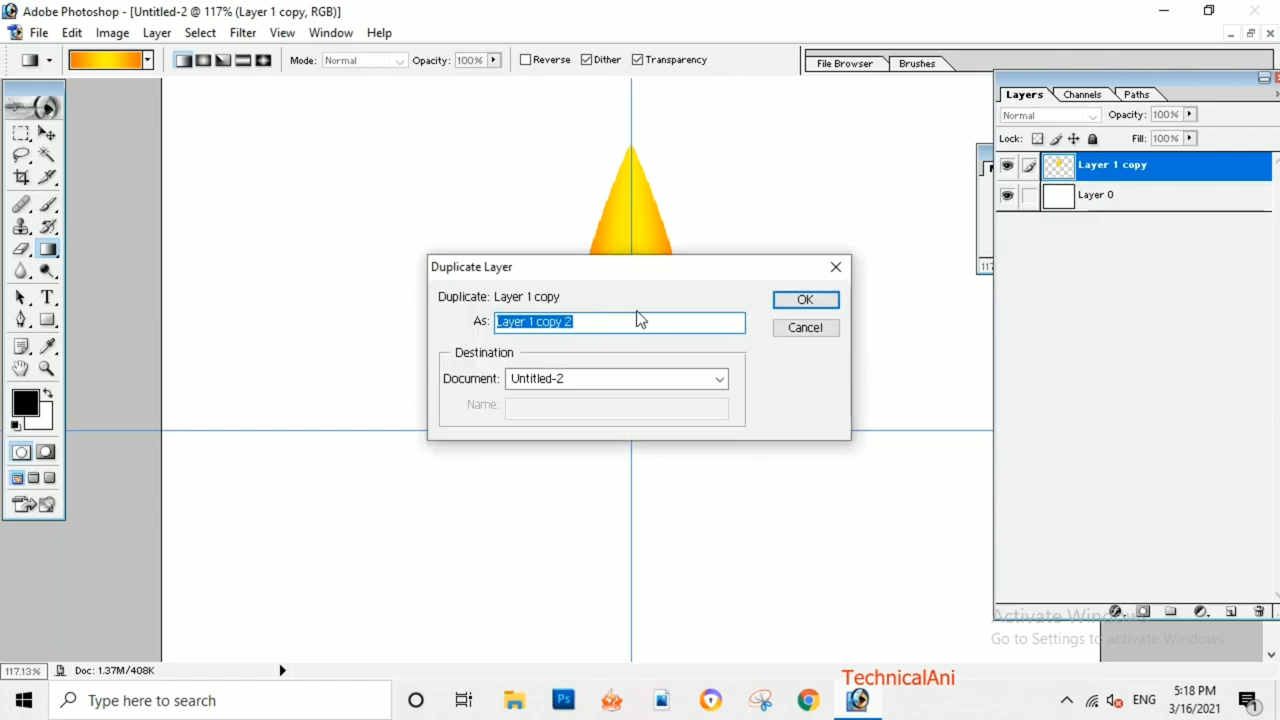 Adobe Photoshop - [Untitled-2 @ 117% (Layer 1 copy, RGB)]
File Edit Image Layer Select Filter View Window Help
Mode: Normal Opacity: 100% Reverse Dither Transparency
File Browser Brushes
Layers Channels Paths
Normal Opacity: 100%
Lock: Fill: 100%
Layer 1 copy
Layer 0
Duplicate Layer
Duplicate: Layer 1 copy
OK
As: Layer 1 copy 2
Cancel
Destination
Document: Untitled-2
Name:
T
Activate Windows
Go to Settings to activate Windows.
117.13% Doc: 1.37M/408K
TechnicalAni
Type here to search
Ps
ENG
5:18 PM
3/16/2021
1